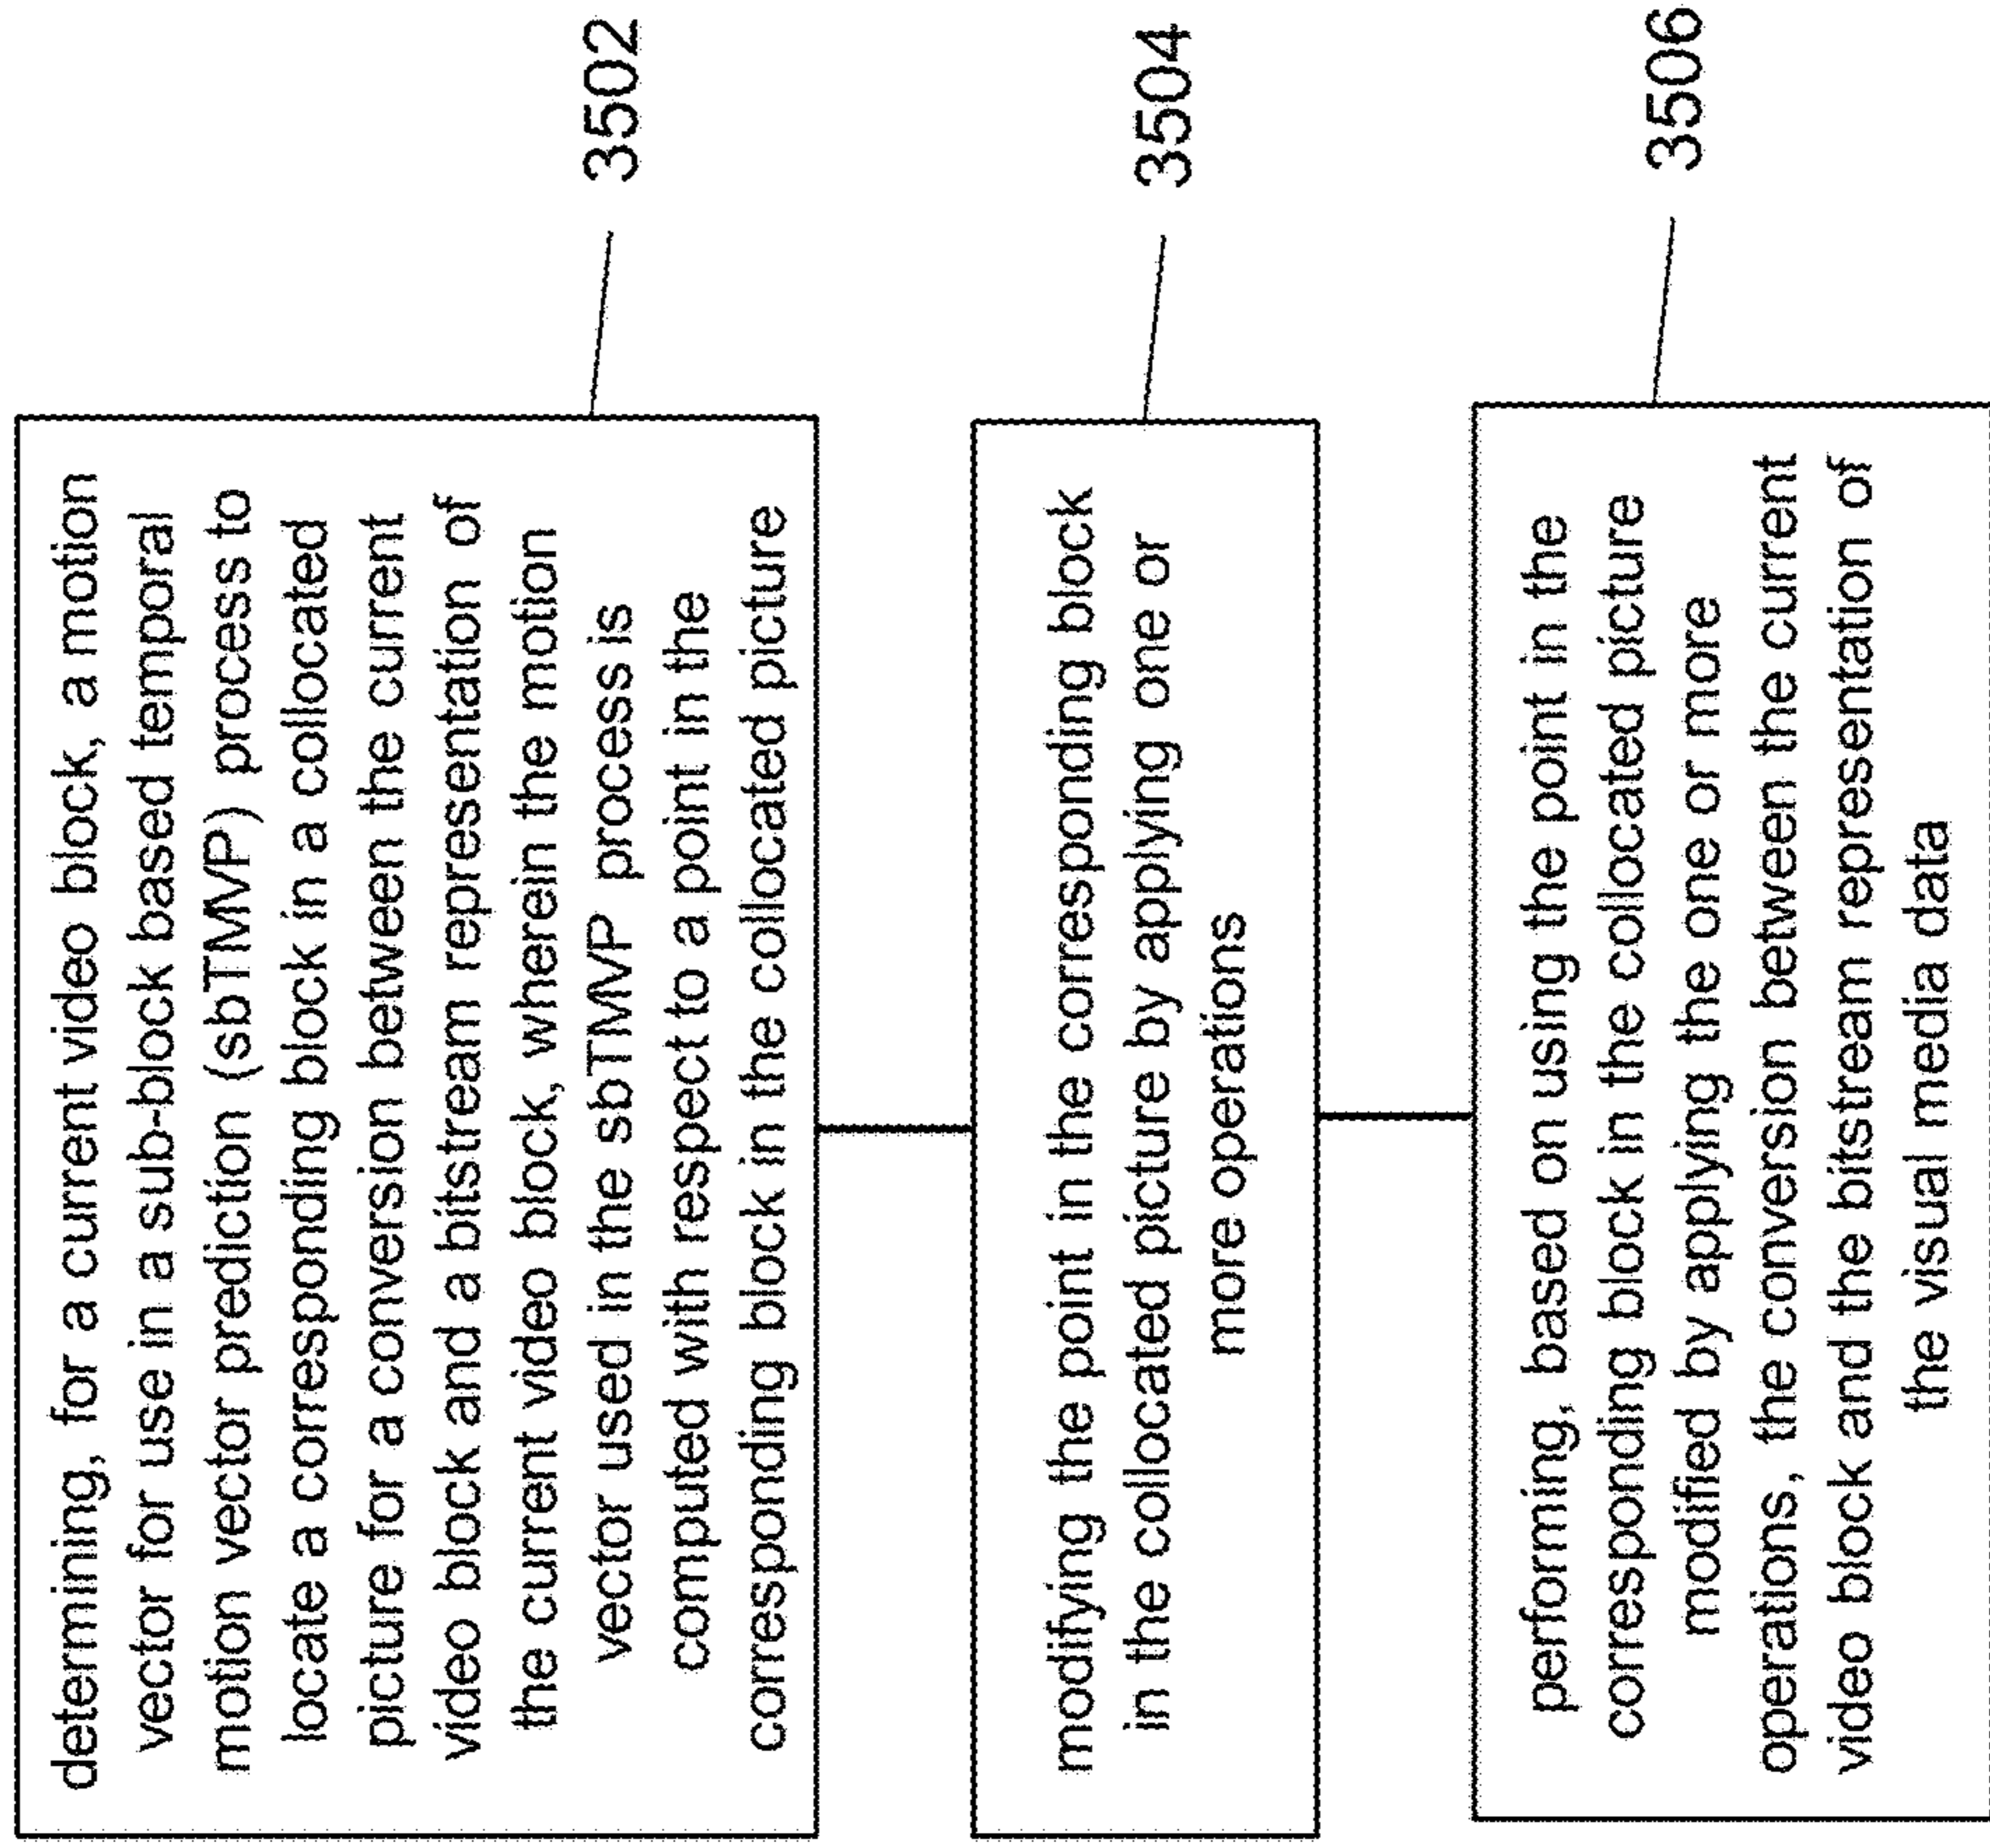 determining, for a current video block, a motion
vector for use in a sub-block based temporal
motion vector prediction (sbTMVP) process to
locate a corresponding block in a collocated
picture for a conversion between the current
video block and a bitstream representation of
the current video block, wherein the motion
vector used in the sbTMVP process is
computed with respect to a point in the
corresponding block in the collocated picture
3502
modifying the point in the corresponding block
in the collocated picture by applying one or
more operations
3504
performing, based on using the point in the
corresponding block in the collocated picture
modified by applying the one or more
operations, the conversion between the current
video block and the bitstream representation of
the visual media data
3506